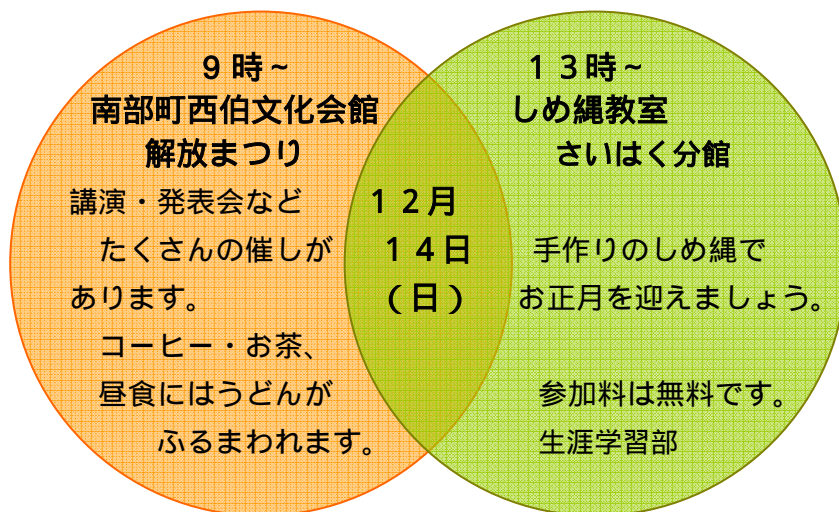 ９時～
南部町西伯文化会館
解放まつり
講演・発表会など
たくさんの催しが
あります。
コーヒー・お茶、
昼食にはうどんが
ふるまわれます。
１２月
１４日
（日）
１３時～
しめ縄教室
さいはく分館
手作りのしめ縄で
お正月を迎えましょう。
参加料は無料です。
生涯学習部